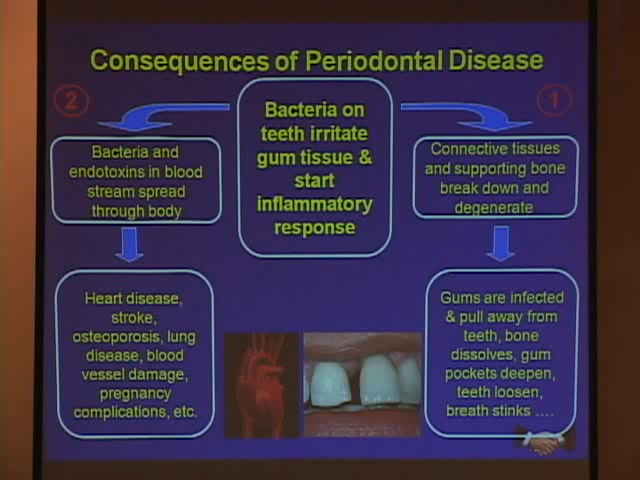 Consequences of Periodontal Disease
2
1
Bacteria on
teeth irritate
gum tissue &
start
inflammatory
response
Bacteria and
endotoxins in blood
stream spread
through body
Connective tissues
and supporting bone
break down and
degenerate
Heart disease,
stroke,
osteoporosis, lung
disease, blood
vessel damage,
pregnancy
complications, etc.
Gums are infected
& pull away from
teeth, bone
dissolves, gum
pockets deepen,
teeth loosen,
breath stinks ....